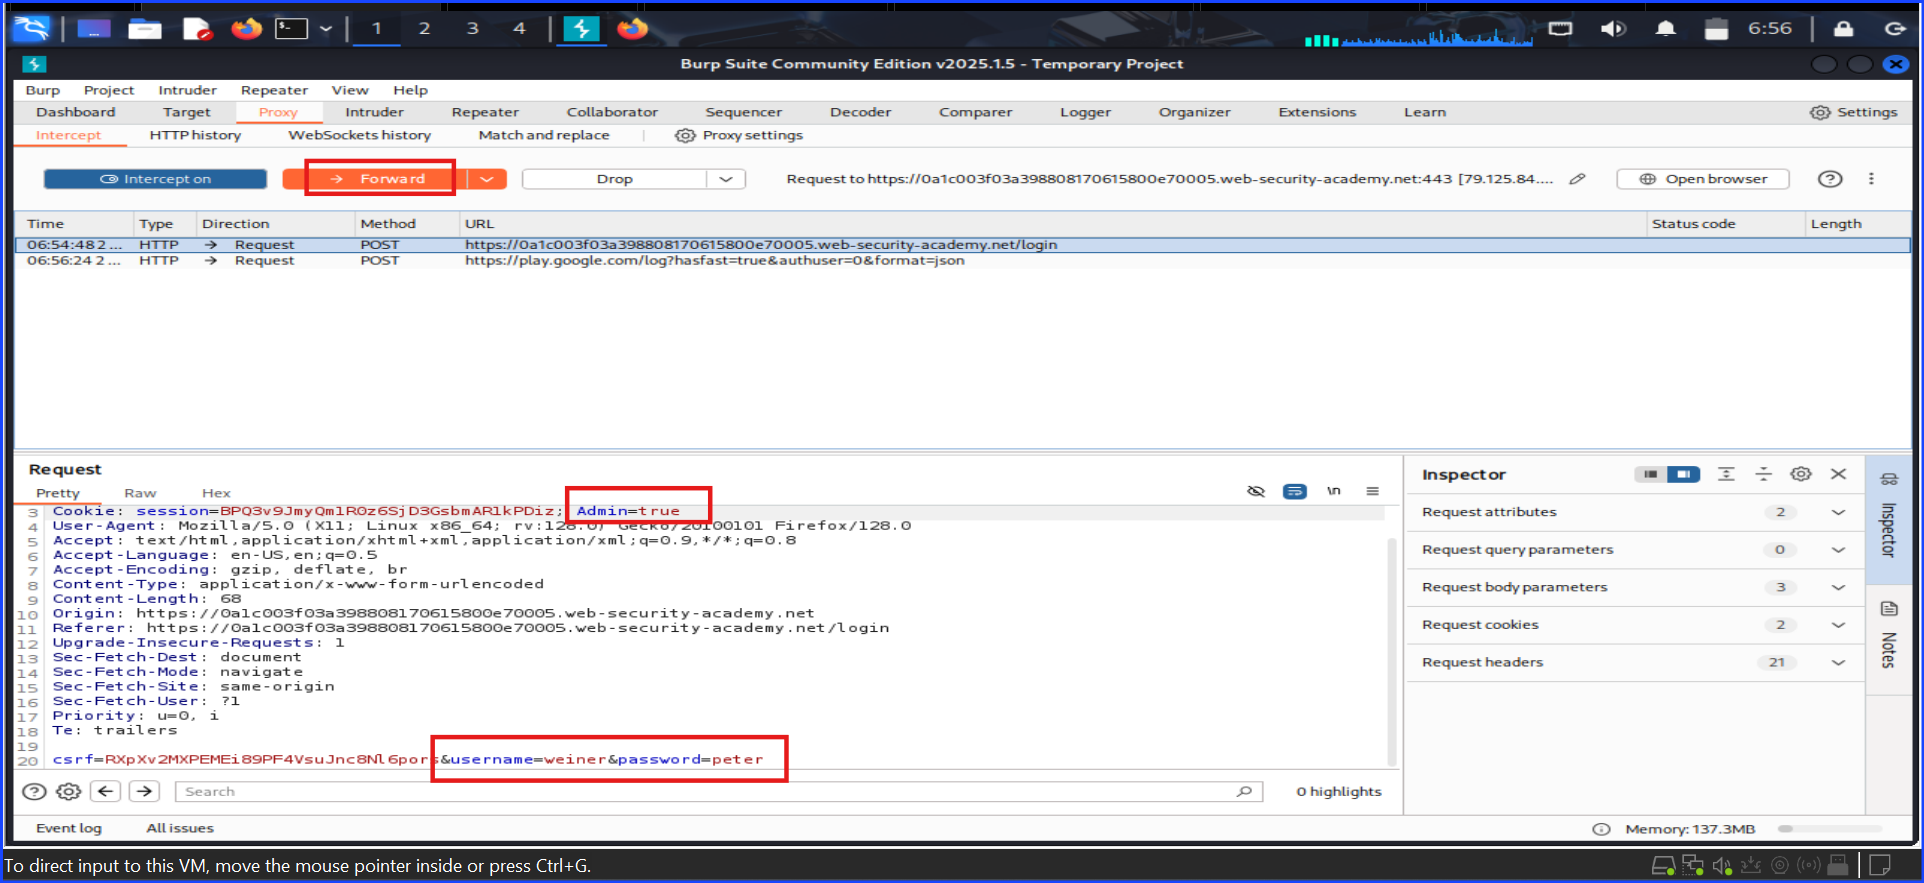 1 2 3 4 6:56
Burp Suite Community Edition v2025.1.5 - Temporary Project
Burp Project Intruder Repeater View Help
Dashboard Target Proxy Intruder Repeater Collaborator Sequencer Decoder Comparer Logger Organizer Extensions Learn Settings
Intercept HTTP history WebSockets history Match and replace Proxy settings
Intercept on → Forward Drop Request to https://0a1c003f03a398808170615800e70005.web-security-academy.net:443 [79.125.84.... Open browser
Time Type Direction Method URL Status code Length
06:54:48 2 ... HTTP → Request POST https://0a1c003f03a398808170615800e70005.web-security-academy.net/login
06:56:24 2 ... HTTP → Request POST https://play.google.com/log?hasfast=true&authuser=0&format=json
Request
Pretty Raw Hex \n
3 Cookie: session=BPQ3v9JmyQm1R0z6SjD3GsbmAR1kPDiz; Admin=true
4 User-Agent: Mozilla/5.0 (X11; Linux x86_64; rv:128.0) Gecko/20100101 Firefox/128.0
5 Accept: text/html,application/xhtml+xml,application/xml;q=0.9,*/*;q=0.8
6 Accept-Language: en-US,en;q=0.5
7 Accept-Encoding: gzip, deflate, br
8 Content-Type: application/x-www-form-urlencoded
9 Content-Length: 68
10 Origin: https://0a1c003f03a398808170615800e70005.web-security-academy.net
11 Referer: https://0a1c003f03a398808170615800e70005.web-security-academy.net/login
12 Upgrade-Insecure-Requests: 1
13 Sec-Fetch-Dest: document
14 Sec-Fetch-Mode: navigate
15 Sec-Fetch-Site: same-origin
16 Sec-Fetch-User: ?1
17 Priority: u=0, i
18 Te: trailers
19
20 csrf=RXpXv2MXPEMEi89PF4VsuJnc8Nl6pors&username=weiner&password=peter
Search 0 highlights
Inspector
Request attributes 2
Request query parameters 0
Request body parameters 3
Request cookies 2
Request headers 21
Inspector
Notes
Event log All issues Memory: 137.3MB
To direct input to this VM, move the mouse pointer inside or press Ctrl+G.